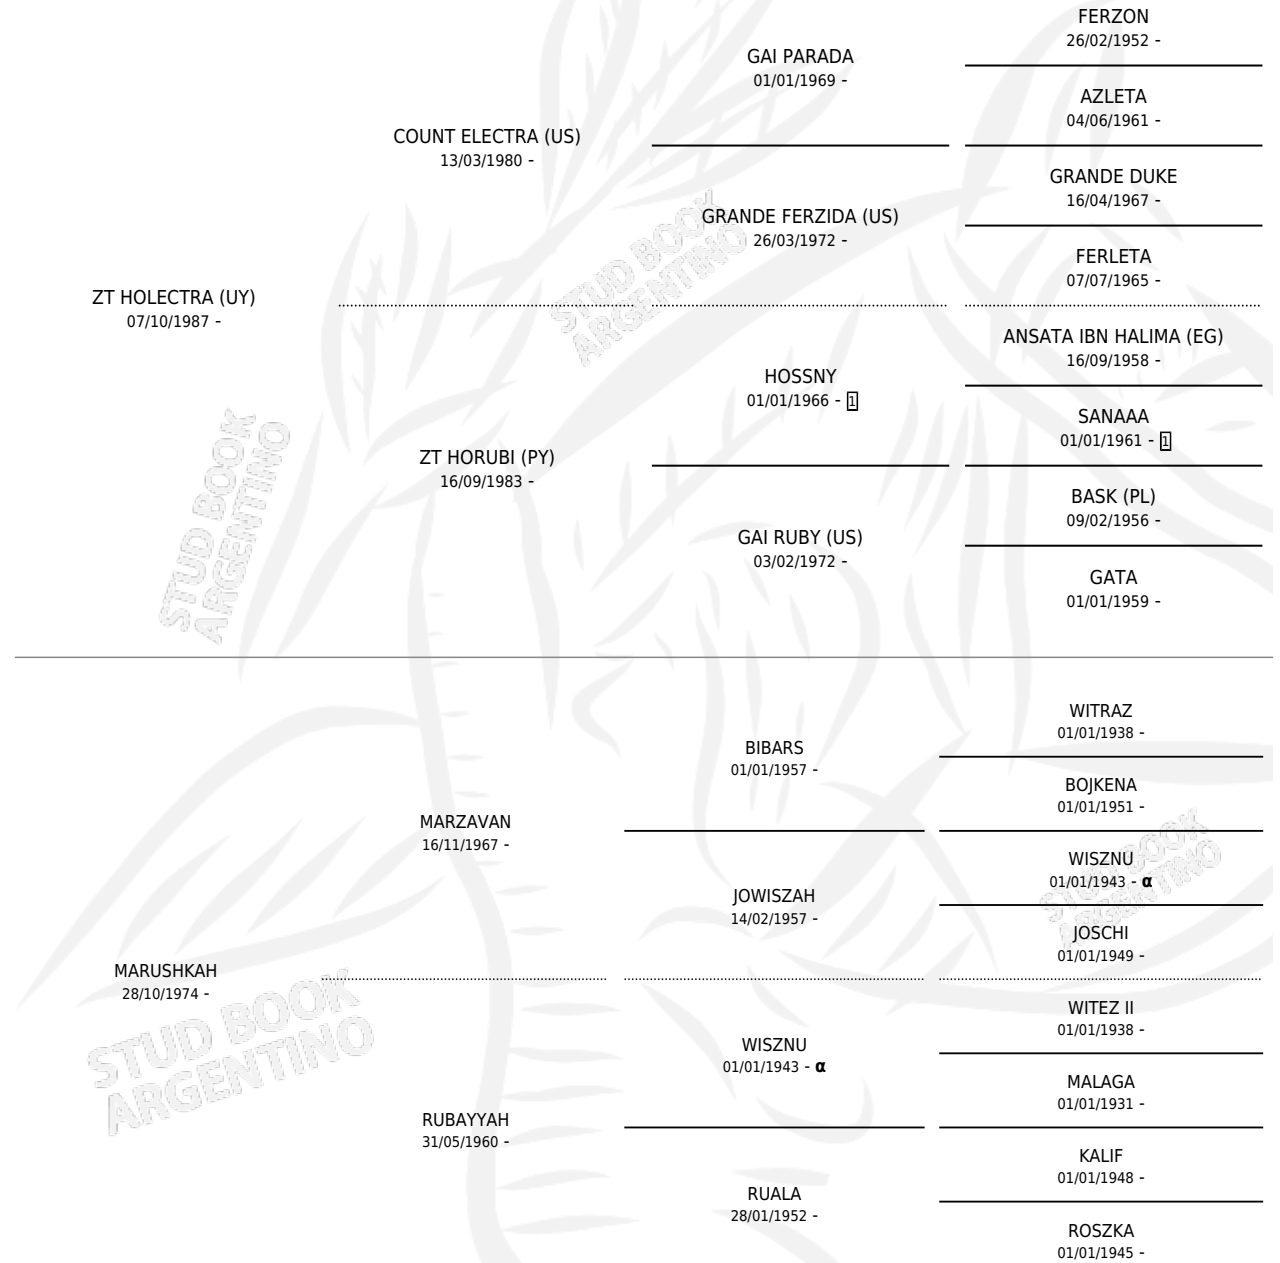 FERZON
26/02/1952 -
GAI PARADA
01/01/1969 -
AZLETA
04/06/1961 -
COUNT ELECTRA (US)
13/03/1980 -
GRANDE DUKE
16/04/1967 -
GRANDE FERZIDA (US)
26/03/1972 -
FERLETA
07/07/1965 -
ZT HOLECTRA (UY)
07/10/1987 -
ANSATA IBN HALIMA (EG)
16/09/1958 -
HOSSNY
01/01/1966 - 1
SANAAA
01/01/1961 - 1
ZT HORUBI (PY)
16/09/1983 -
BASK (PL)
09/02/1956 -
GAI RUBY (US)
03/02/1972 -
GATA
01/01/1959 -
WITRAZ
01/01/1938 -
BIBARS
01/01/1957 -
BOJKENA
01/01/1951 -
MARZAVAN
16/11/1967 -
WISZNU
01/01/1943 - α
JOWISZAH
14/02/1957 -
JOSCHI
01/01/1949 -
MARUSHKAH
28/10/1974 -
WITEZ II
01/01/1938 -
WISZNU
01/01/1943 - α
MALAGA
01/01/1931 -
RUBAYYAH
31/05/1960 -
KALIF
01/01/1948 -
RUALA
28/01/1952 -
ROSZKA
01/01/1945 -
STUD BOOK
ARGENTINO
STUD BOOK
ARGENTINO
STUD BOOK
ARGENTINO
STUD BOOK
ARGENTINO